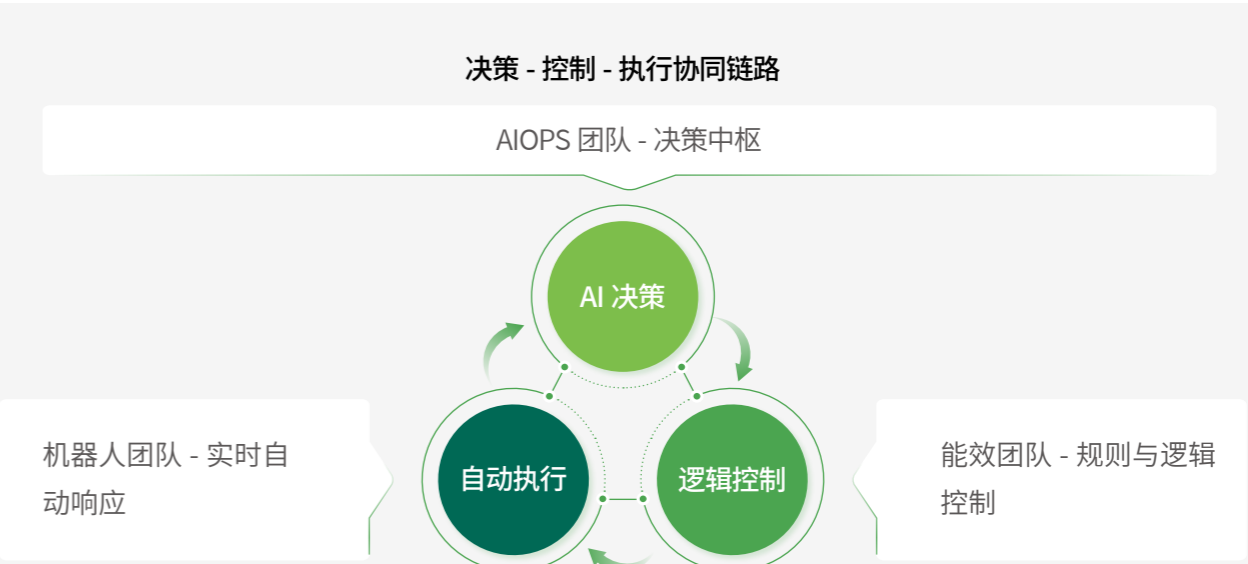 决策 - 控制 - 执行协同链路
AIOPS 团队 - 决策中枢
AI 决策
机器人团队 - 实时自
动响应
自动执行
逻辑控制
能效团队 - 规则与逻辑
控制